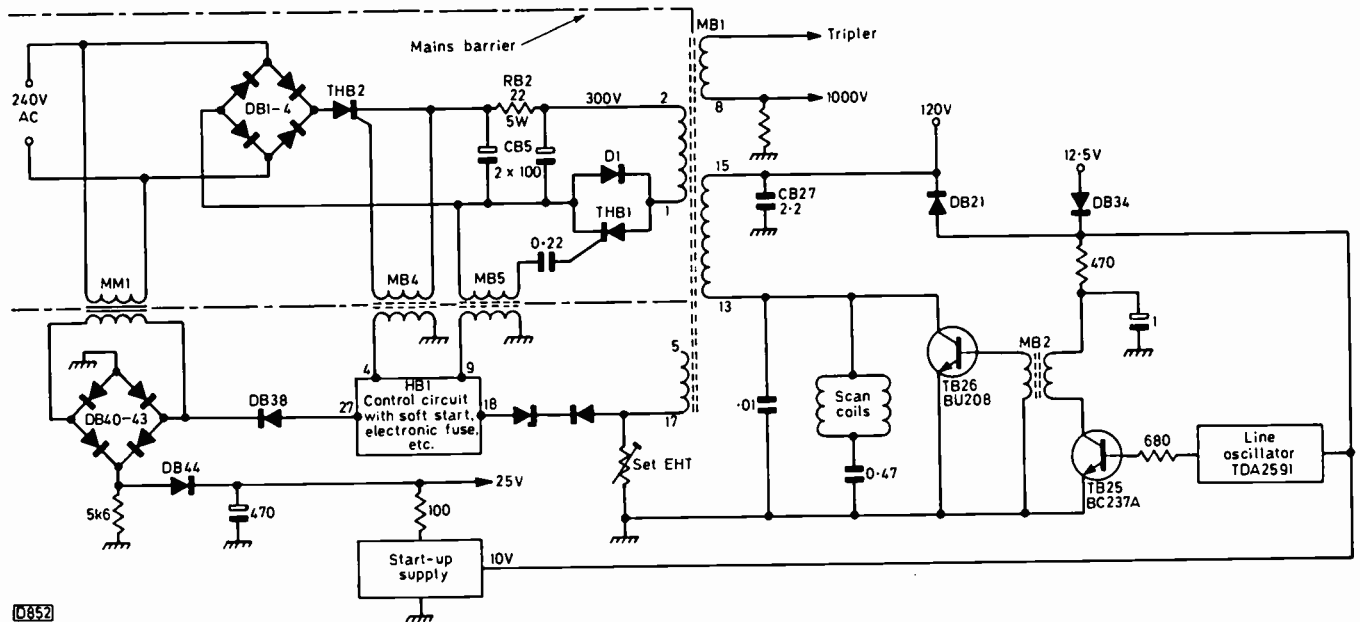 Mains barrier
MB1
Tripler
8
1000V
240V
AC
DB1-4
THB2
RB2
22
5W
300V
2
CB5
2 x 100
D1
THB1
1
0·22
120V
15
CB27
2·2
DB21
12·5V
DB34
470
1
13
MM1
MB4
MB5
5
17
4
9
HB1
Control circuit
with soft start,
electronic fuse,
etc.
27
18
DB38
DB40-43
DB44
5k6
470
25V
100
Start-up
supply
10V
Set EHT
·01
Scan
coils
0·47
TB26
BU208
MB2
TB25
BC237A
680
Line
oscillator
TDA2591
D852